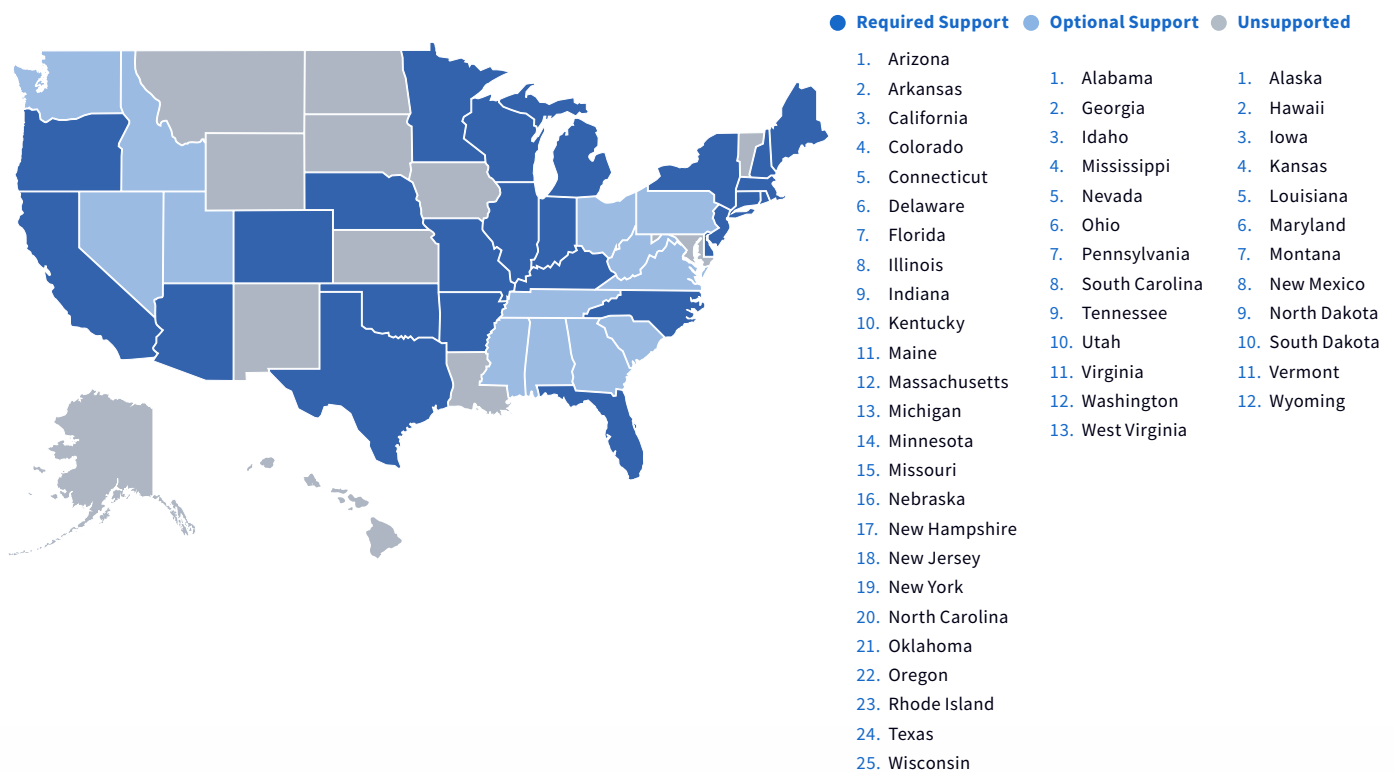 Required Support
1. Arizona
2. Arkansas
3. California
4. Colorado
5. Connecticut
6. Delaware
7. Florida
8. Illinois
9. Indiana
10. Kentucky
11. Maine
12. Massachusetts
13. Michigan
14. Minnesota
15. Missouri
16. Nebraska
17. New Hampshire
18. New Jersey
19. New York
20. North Carolina
21. Oklahoma
22. Oregon
23. Rhode Island
24. Texas
25. Wisconsin
Optional Support
1. Alabama
2. Georgia
3. Idaho
4. Mississippi
5. Nevada
6. Ohio
7. Pennsylvania
8. South Carolina
9. Tennessee
10. Utah
11. Virginia
12. Washington
13. West Virginia
Unsupported
1. Alaska
2. Hawaii
3. Iowa
4. Kansas
5. Louisiana
6. Maryland
7. Montana
8. New Mexico
9. North Dakota
10. South Dakota
11. Vermont
12. Wyoming